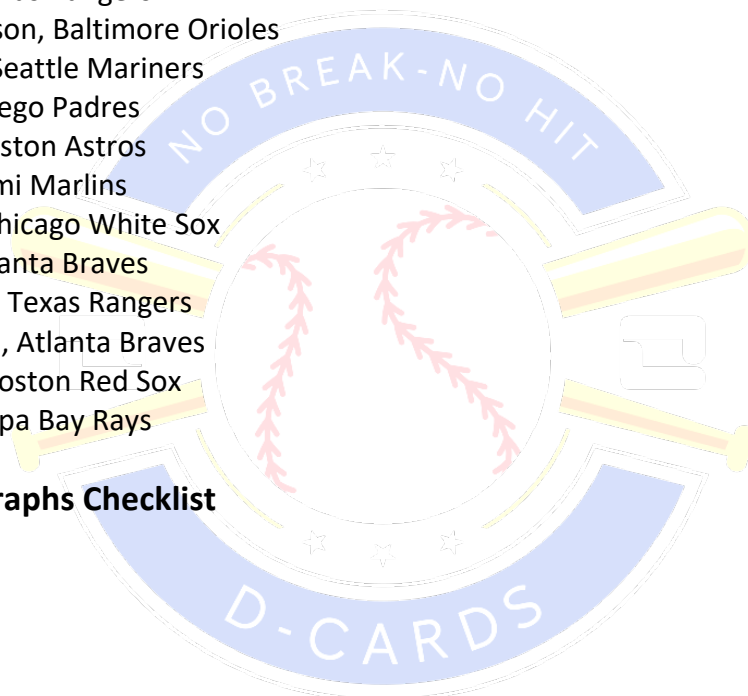 son, Baltimore Orioles
Seattle Mariners
ego Padres
ston Astros
mi Marlins
hicago White Sox
anta Braves
, Texas Rangers
, Atlanta Braves
oston Red Sox
pa Bay Rays
raphs Checklist
NO BREAK-NO HIT
D-CARDS